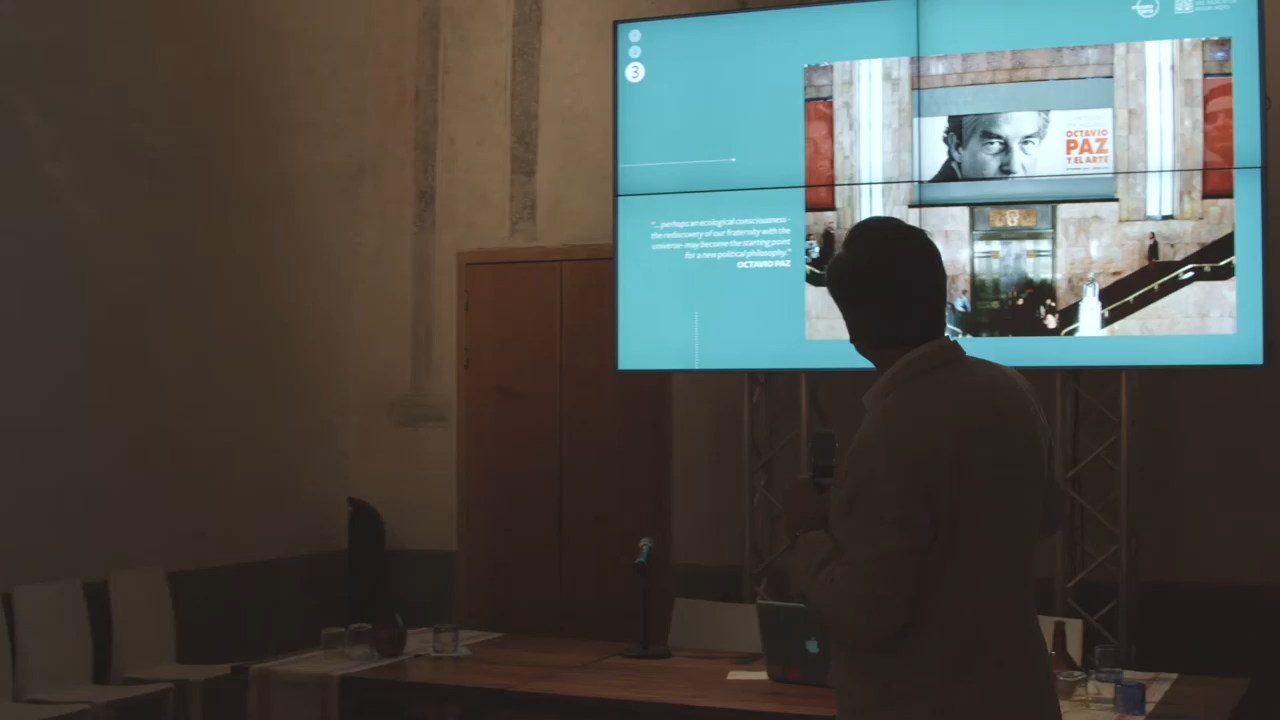 3
OCTAVIO
PAZ
Y EL ARTE
"... perhaps an ecological consciousness -
the rediscovery of our fraternity with the
universe- may become the starting point
for a new political philosophy."
OCTAVIO PAZ